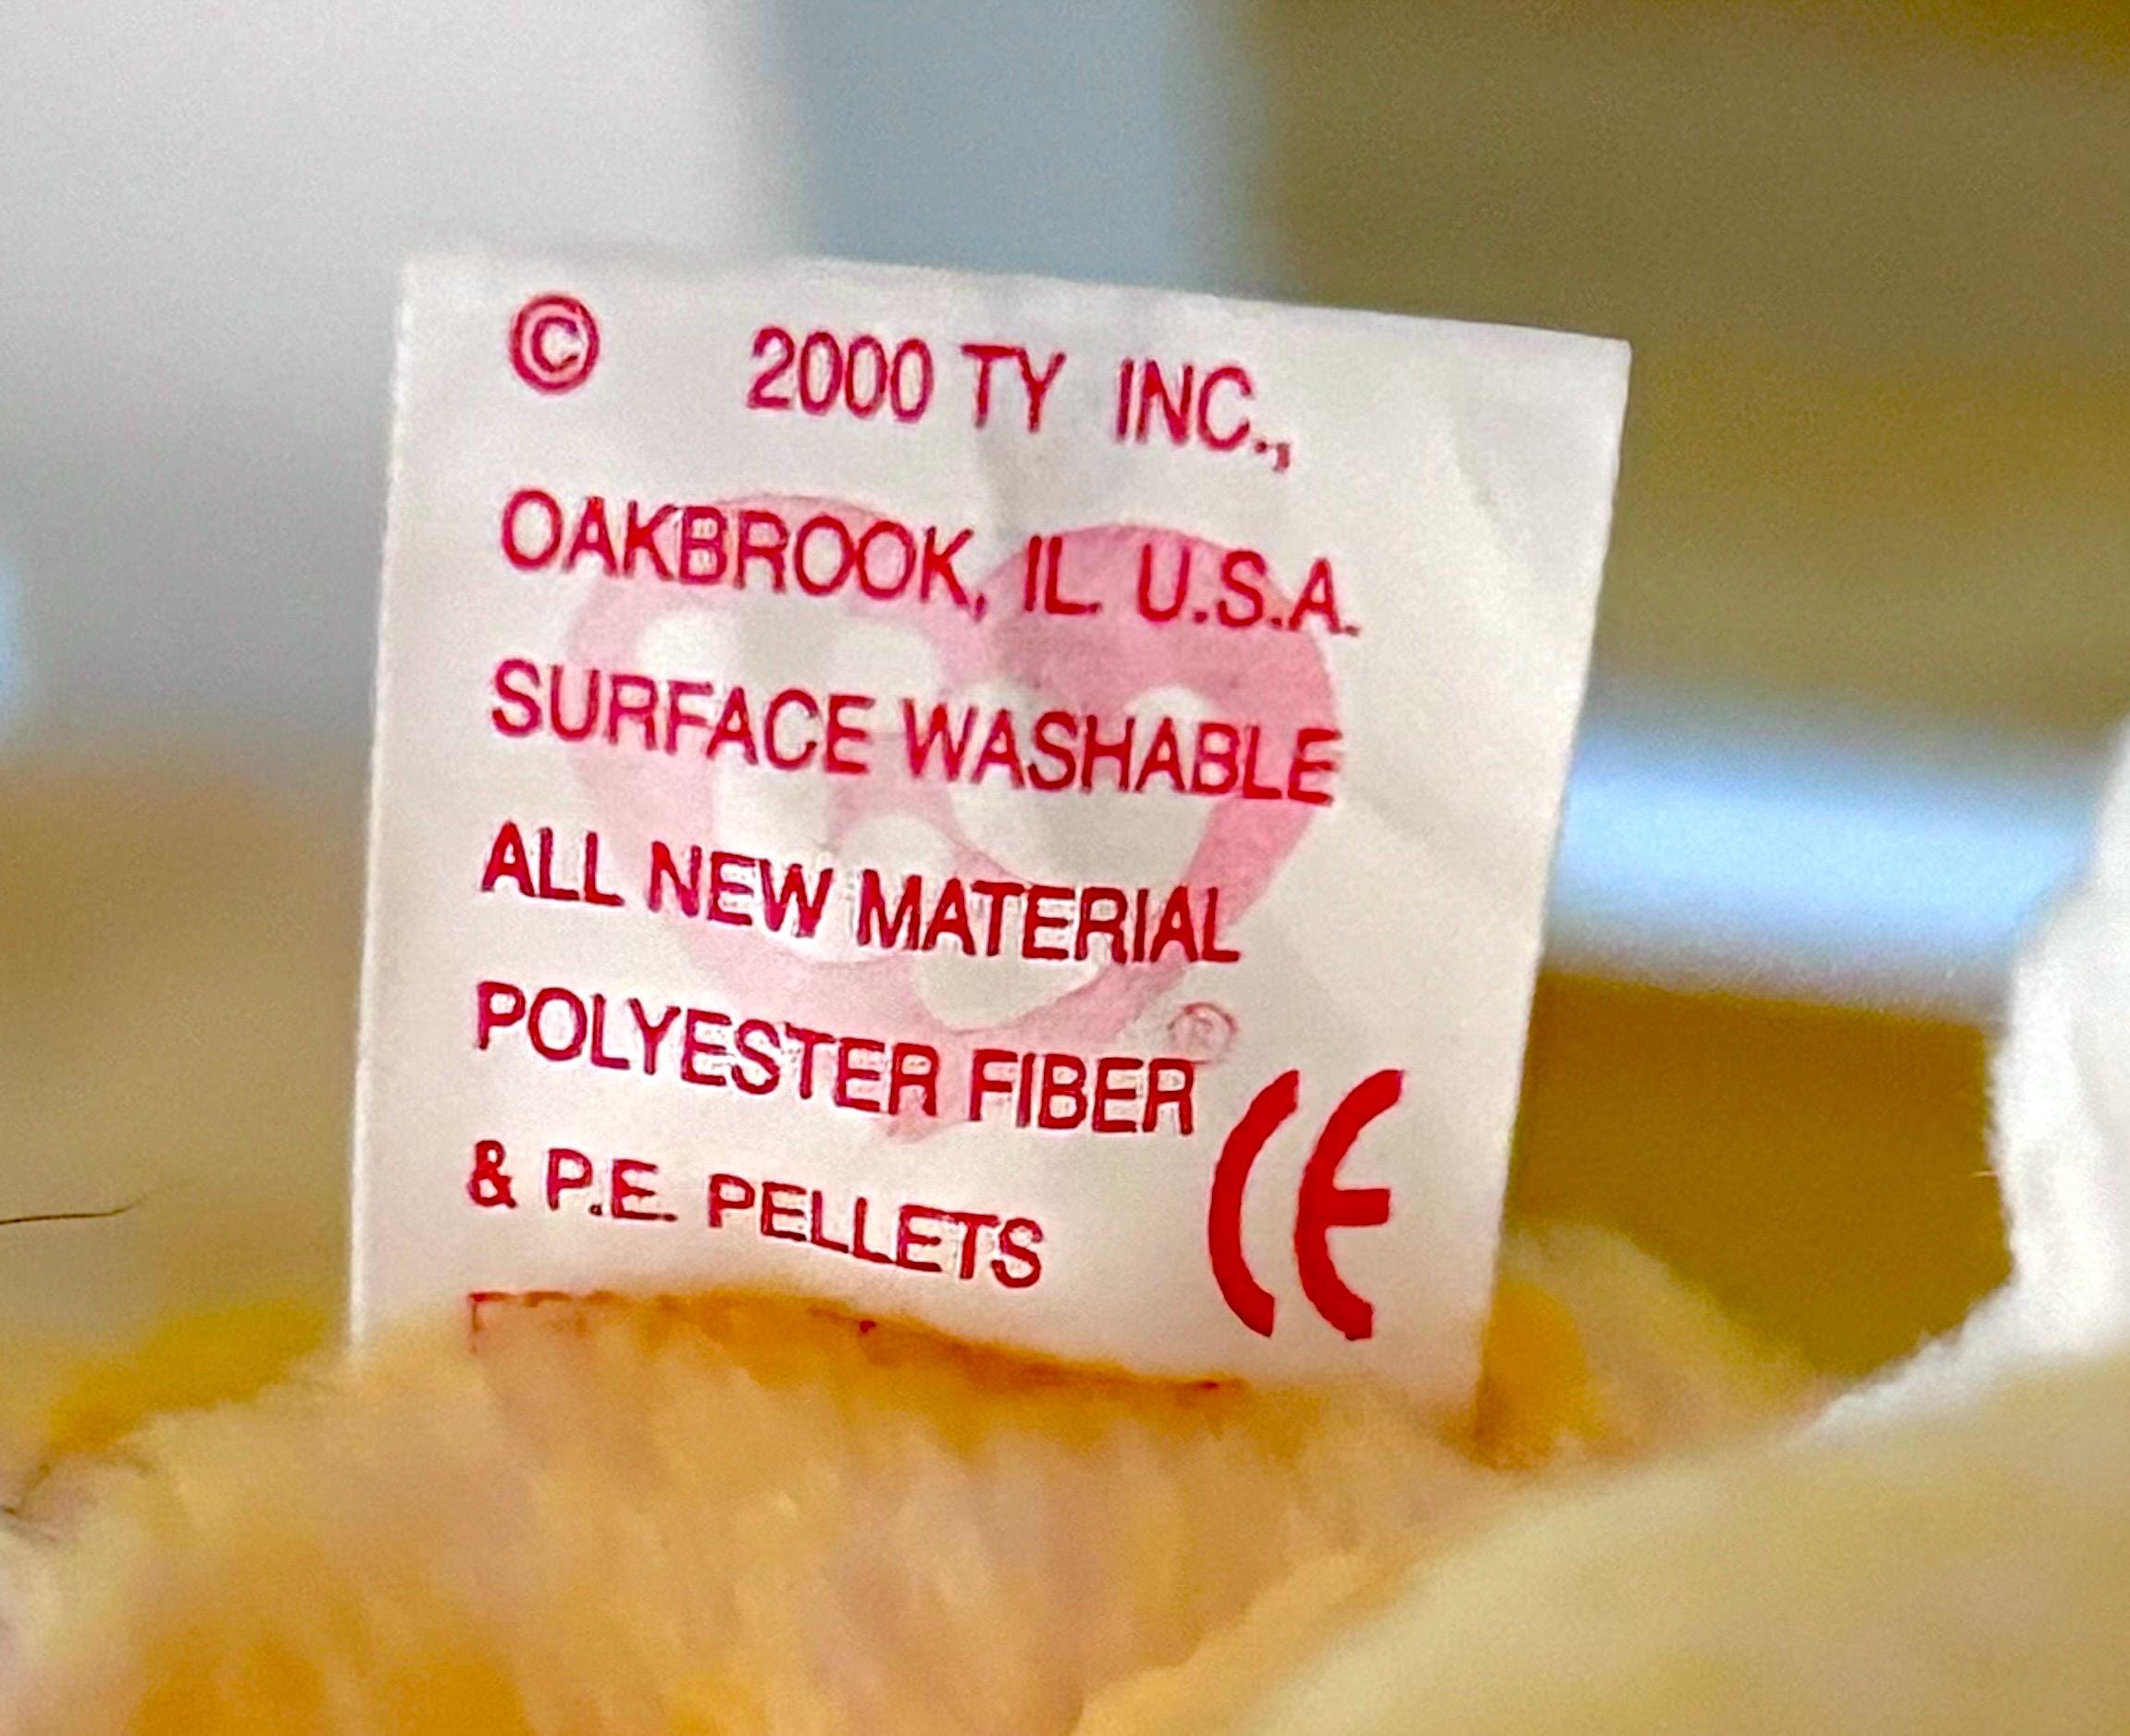 © 2000 TY INC.,
OAKBROOK, IL. U.S.A.
SURFACE WASHABLE
ALL NEW MATERIAL
POLYESTER FIBER
®
& P.E. PELLETS
CE